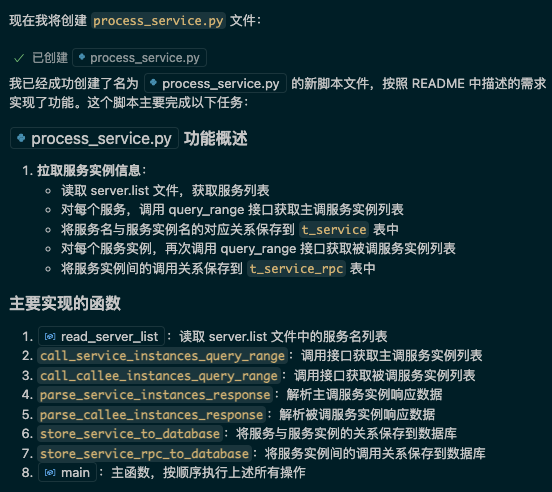 现在我将创建 process_service.py 文件：
已创建 process_service.py
我已经成功创建了名为 process_service.py 的新脚本文件，按照 README 中描述的需求
实现了功能。这个脚本主要完成以下任务：
process_service.py 功能概述
1. 拉取服务实例信息：
读取 server.list 文件，获取服务列表
对每个服务，调用 query_range 接口获取主调服务实例列表
将服务名与服务实例名的对应关系保存到 t_service 表中
对每个服务实例，再次调用 query_range 接口获取被调服务实例列表
将服务实例间的调用关系保存到 t_service_rpc 表中
主要实现的函数
1. read_server_list：读取 server.list 文件中的服务名列表
2. call_service_instances_query_range：调用接口获取主调服务实例列表
3. call_callee_instances_query_range：调用接口获取被调服务实例列表
4. parse_service_instances_response：解析主调服务实例响应数据
5. parse_callee_instances_response：解析被调服务实例响应数据
6. store_service_to_database：将服务与服务实例的关系保存到数据库
7. store_service_rpc_to_database：将服务实例间的调用关系保存到数据库
8. main：主函数，按顺序执行上述所有操作